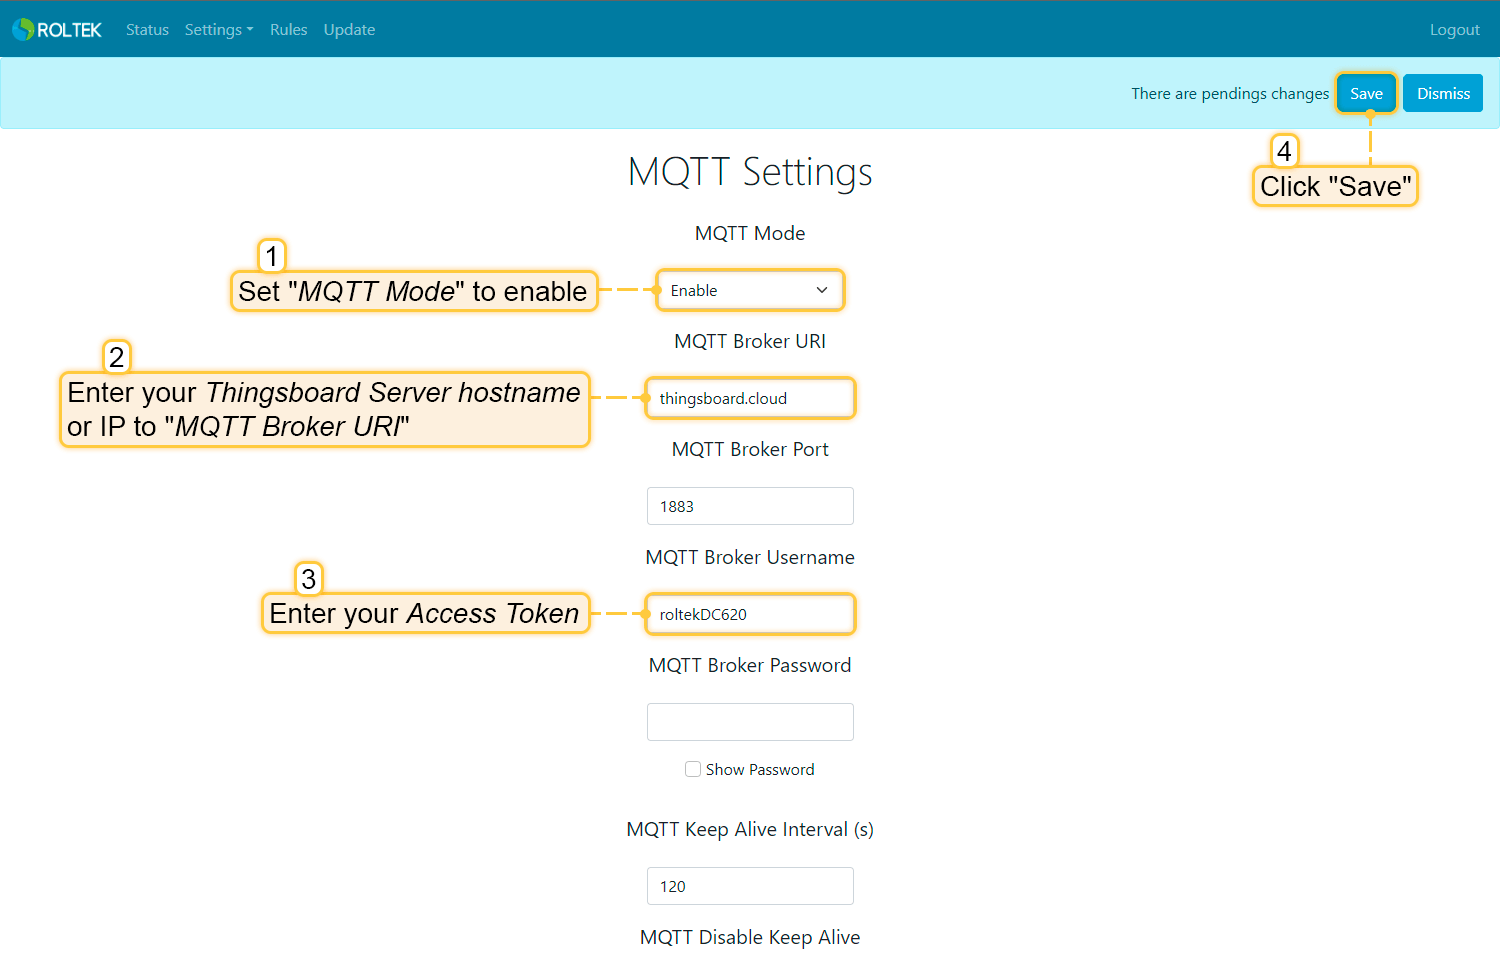 ROLTEK Status Settings Rules Update Logout
There are pendings changes Save Dismiss
4
Click "Save"
MQTT Settings
MQTT Mode
1
Set "MQTT Mode" to enable
Enable
MQTT Broker URI
2
Enter your Thingsboard Server hostname
or IP to "MQTT Broker URI"
thingsboard.cloud
MQTT Broker Port
1883
MQTT Broker Username
3
Enter your Access Token
roltekDC620
MQTT Broker Password
Show Password
MQTT Keep Alive Interval (s)
120
MQTT Disable Keep Alive